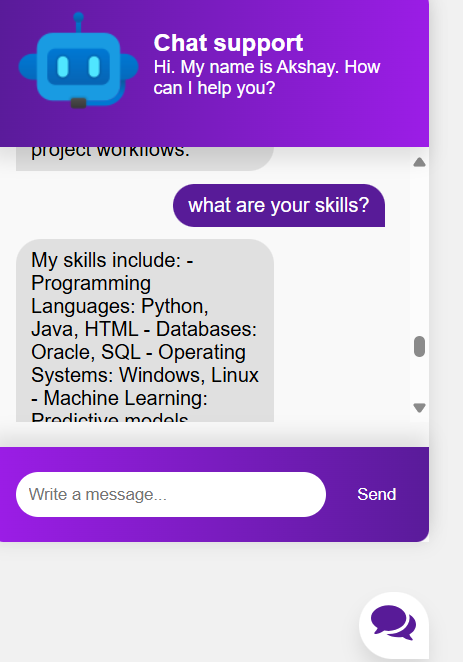 Chat support
Hi. My name is Akshay. How
can I help you?
project workflows.
what are your skills?
My skills include: -
Programming
Languages: Python,
Java, HTML - Databases:
Oracle, SQL - Operating
Systems: Windows, Linux
- Machine Learning:
Predictive models
Write a message...
Send